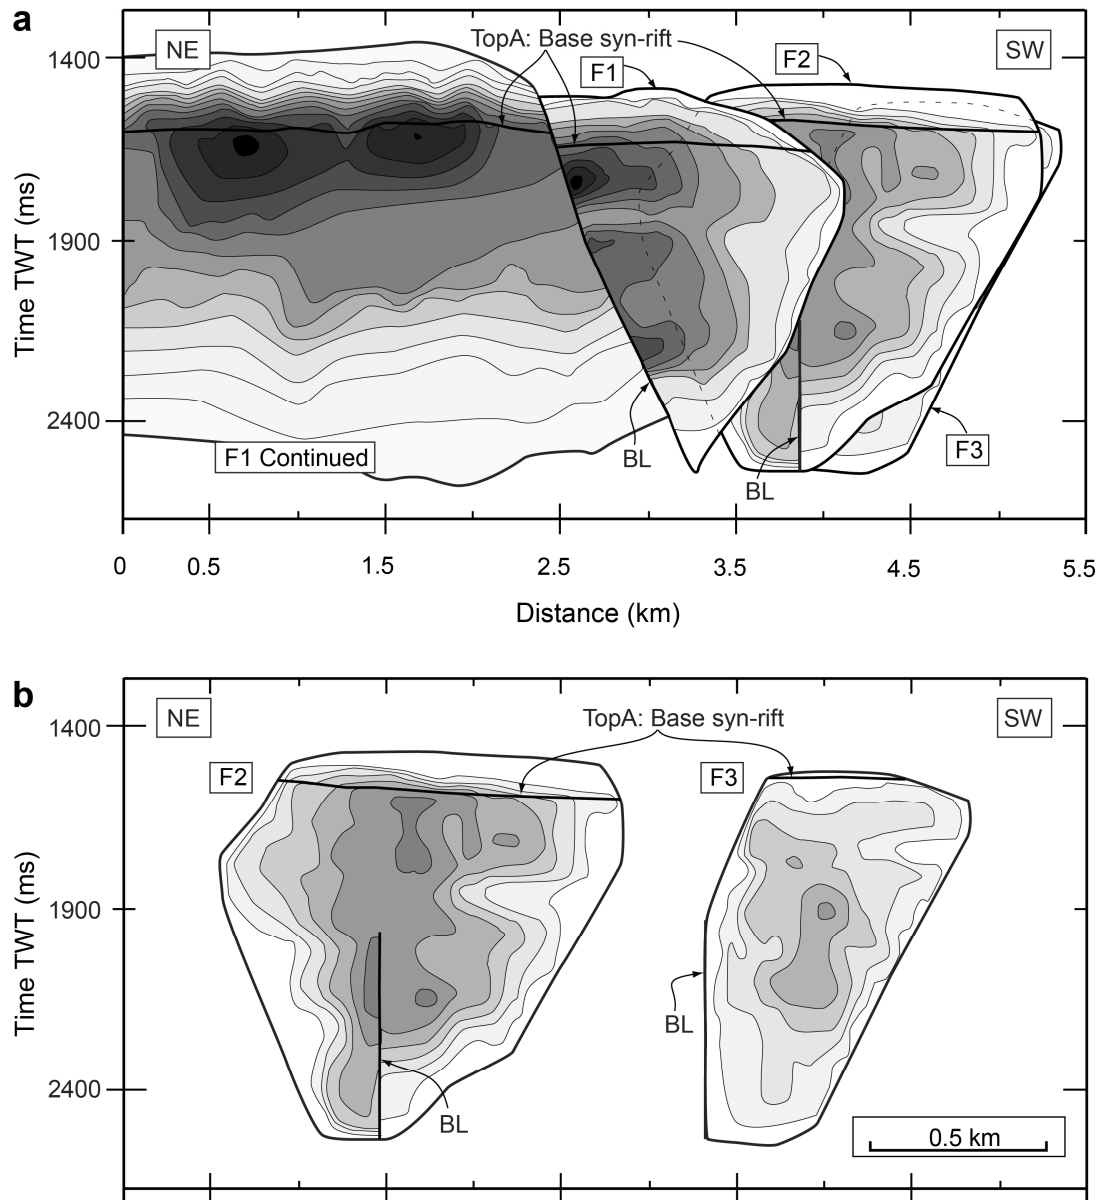 a
NE
TopA: Base syn-rift
F1
F2
SW
1400
1900
2400
Time TWT (ms)
F1 Continued
BL
BL
F3
0 0.5 1.5 2.5 3.5 4.5 5.5
Distance (km)
b
NE
TopA: Base syn-rift
SW
1400
F2
F3
1900
Time TWT (ms)
BL
2400
BL
0.5 km